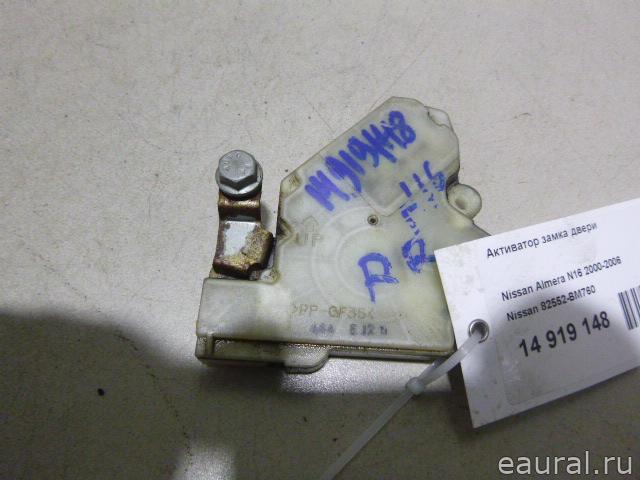 14919148
UP
>PP-GF35<
Активатор замка двери
Nissan Almera N16 2000-2006
Nissan 82552-BM760
14 919 148
eaural.ru